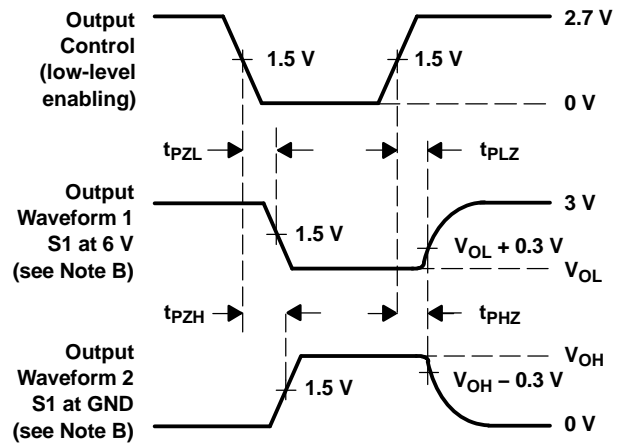 Output
Control
(low-level
enabling)
1.5 V
1.5 V
2.7 V
0 V
tPZL
tPLZ
Output
Waveform 1
S1 at 6 V
(see Note B)
1.5 V
3 V
VOL + 0.3 V
VOL
tPZH
tPHZ
Output
Waveform 2
S1 at GND
(see Note B)
1.5 V
VOH
VOH − 0.3 V
0 V